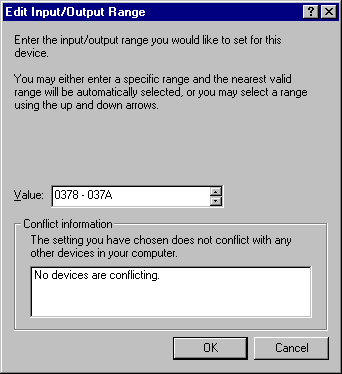 Edit Input/Output Range
Enter the input/output range you would like to set for this
device.
You may either enter a specific range and the nearest valid
range will be automatically selected, or you may select a range
using the up and down arrows.
Value: 0378 - 037A
Conflict information
The setting you have chosen does not conflict with any
other devices in your computer.
No devices are conflicting.
OK Cancel